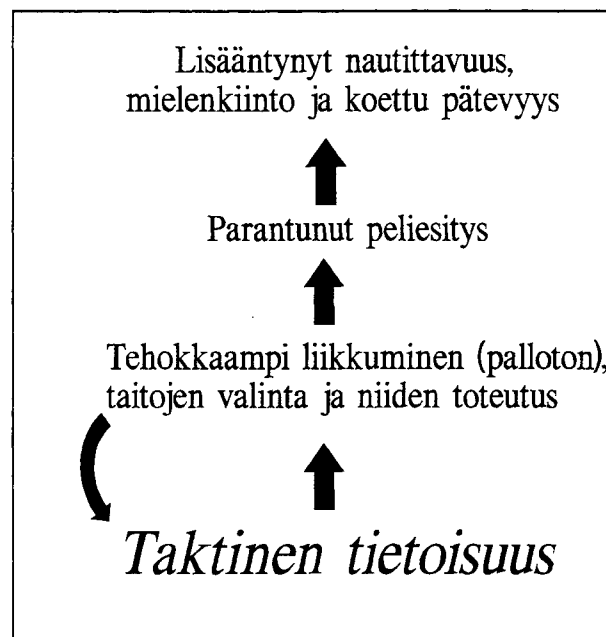 Lisääntynyt nautittavuus,
mielenkiinto ja koettu pätevyys
Parantunut peliesitys
Tehokkaampi liikkuminen (palloton),
taitojen valinta ja niiden toteutus
Taktinen tietoisuus